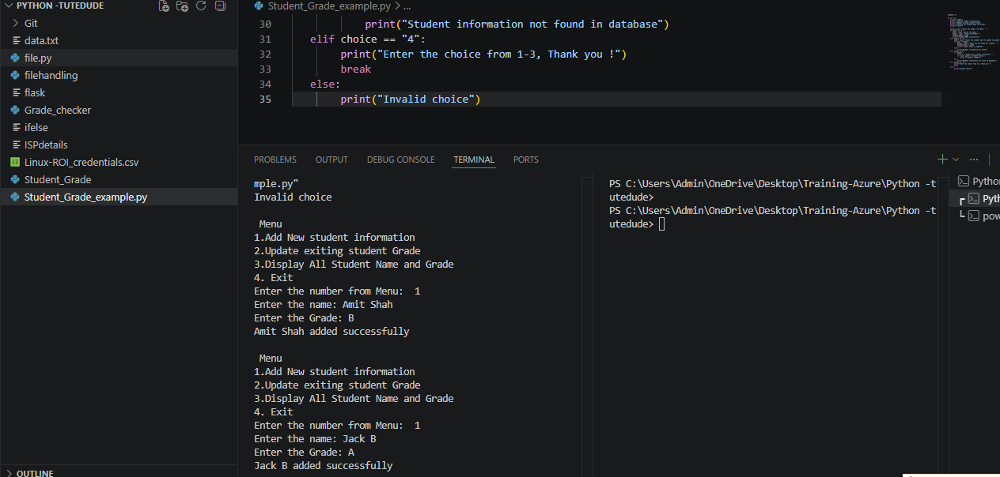 PYTHON -TUTEDUDE
Git
data.txt
file.py
filehandling
flask
Grade_checker
ifelse
ISPdetails
Linux-ROI_credentials.csv
Student_Grade
Student_Grade_example.py
OUTLINE
Student_Grade_example.py > ...
30 print("Student information not found in database")
31 elif choice == "4":
32 print("Enter the choice from 1-3, Thank you !")
33 break
34 else:
35 print("Invalid choice")
PROBLEMS OUTPUT DEBUG CONSOLE TERMINAL PORTS
mple.py"
Invalid choice
Menu
1.Add New student information
2.Update exiting student Grade
3.Display All Student Name and Grade
4. Exit
Enter the number from Menu:  1
Enter the name: Amit Shah
Enter the Grade: B
Amit Shah added successfully
Menu
1.Add New student information
2.Update exiting student Grade
3.Display All Student Name and Grade
4. Exit
Enter the number from Menu:  1
Enter the name: Jack B
Enter the Grade: A
Jack B added successfully
PS C:\Users\Admin\OneDrive\Desktop\Training-Azure\Python -t
utedude>
PS C:\Users\Admin\OneDrive\Desktop\Training-Azure\Python -t
utedude>
Pytho
Pyth
pow